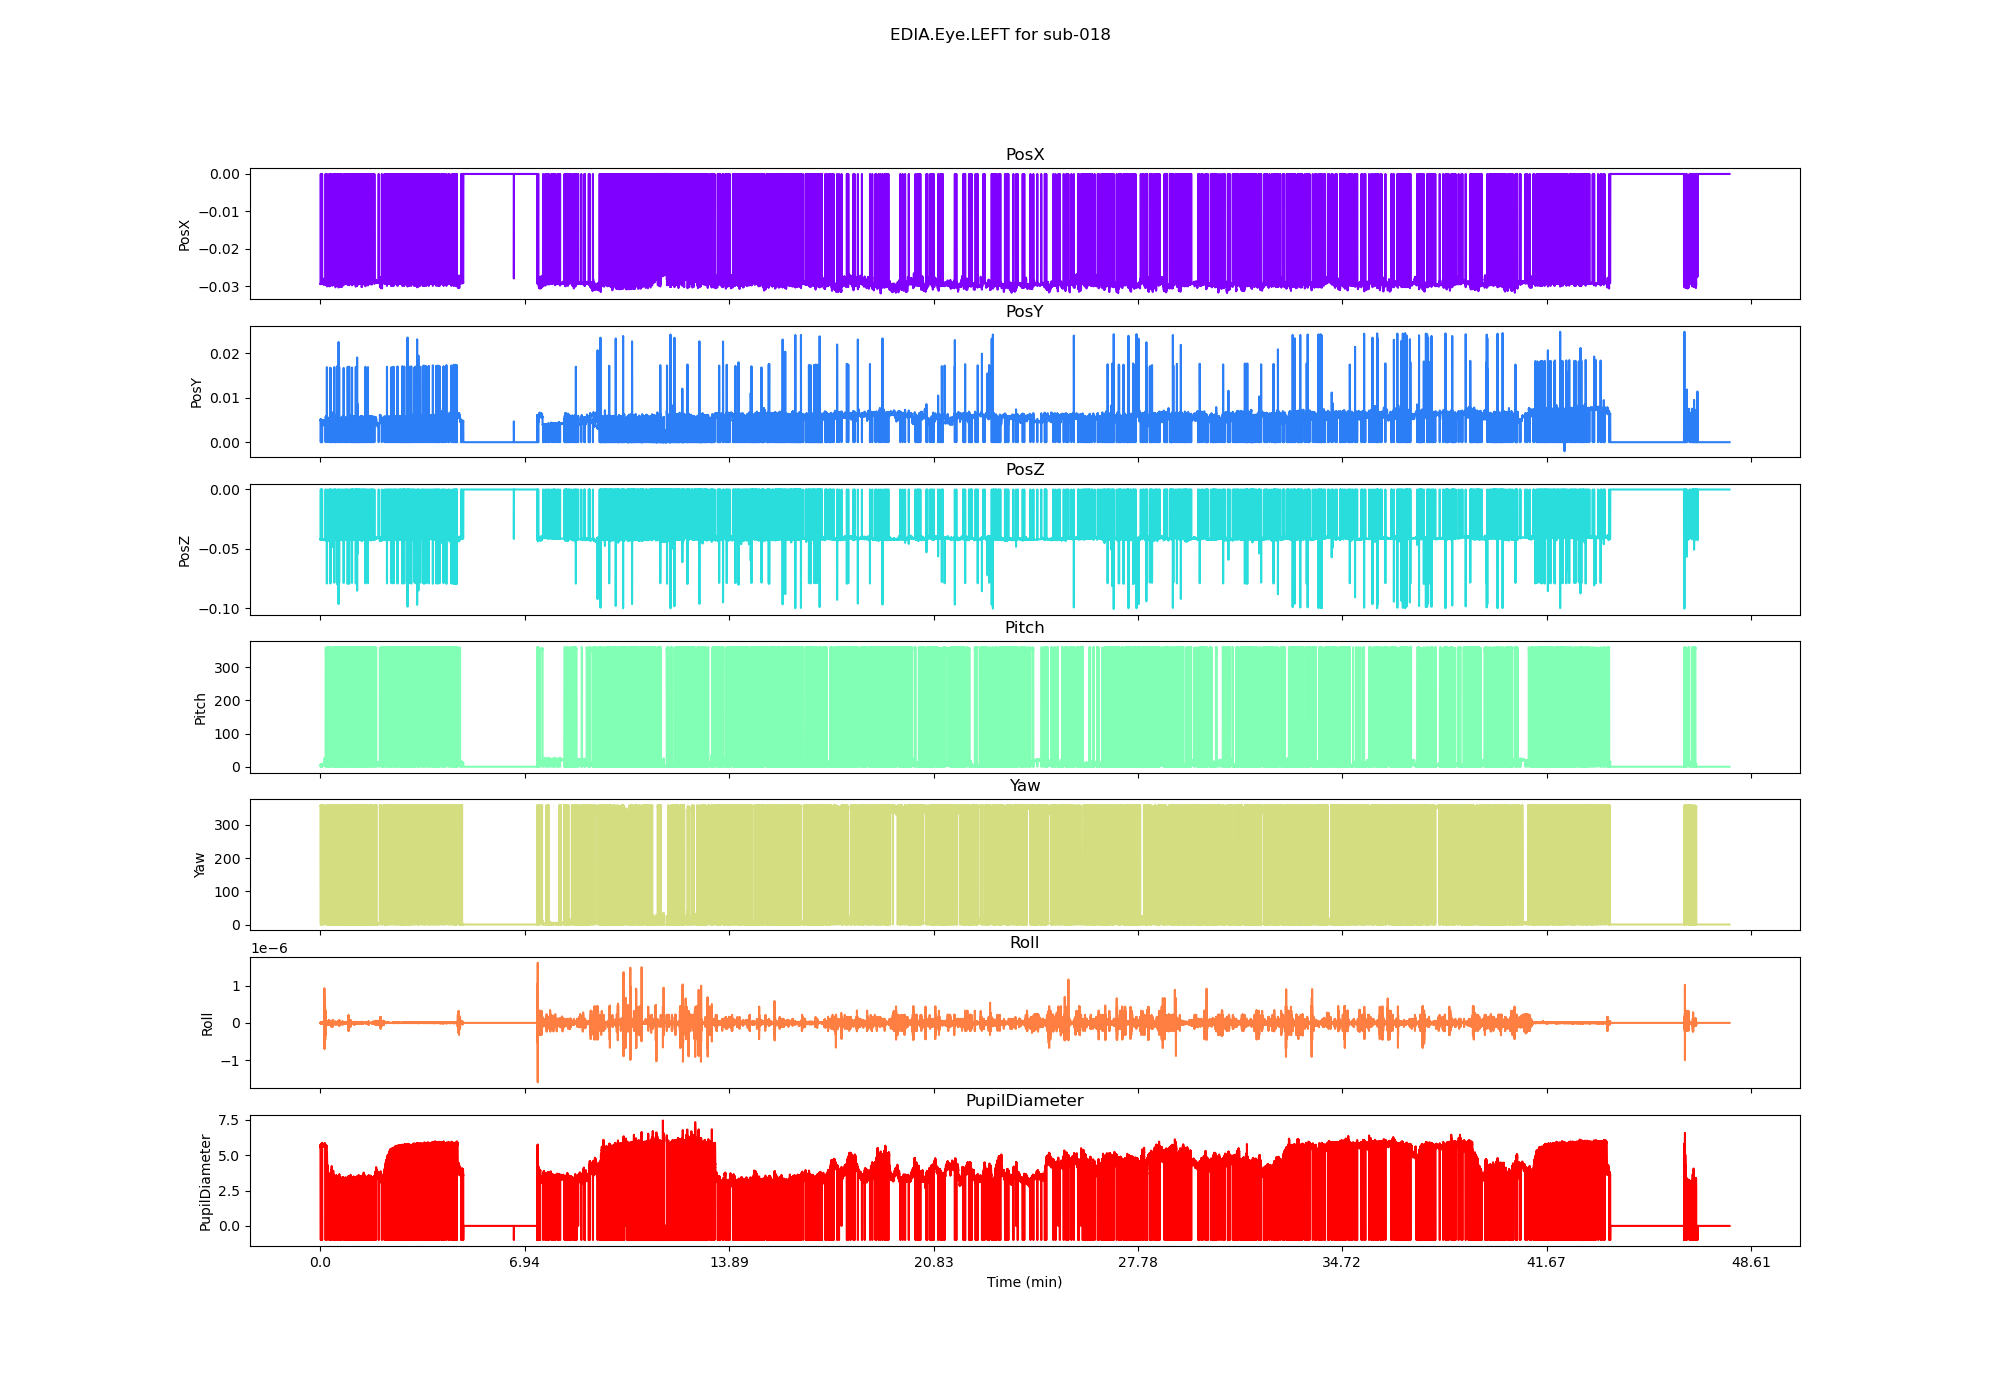 EDIA.Eye.LEFT for sub-018
PosX
0.00
−0.01
−0.02
−0.03
PosX
PosY
0.02
0.01
0.00
PosY
PosZ
0.00
−0.05
−0.10
PosZ
Pitch
300
200
100
0
Pitch
Yaw
300
200
100
0
Yaw
1e−6
Roll
1
0
−1
Roll
PupilDiameter
7.5
5.0
2.5
0.0
PupilDiameter
0.0 6.94 13.89 20.83 27.78 34.72 41.67 48.61
Time (min)